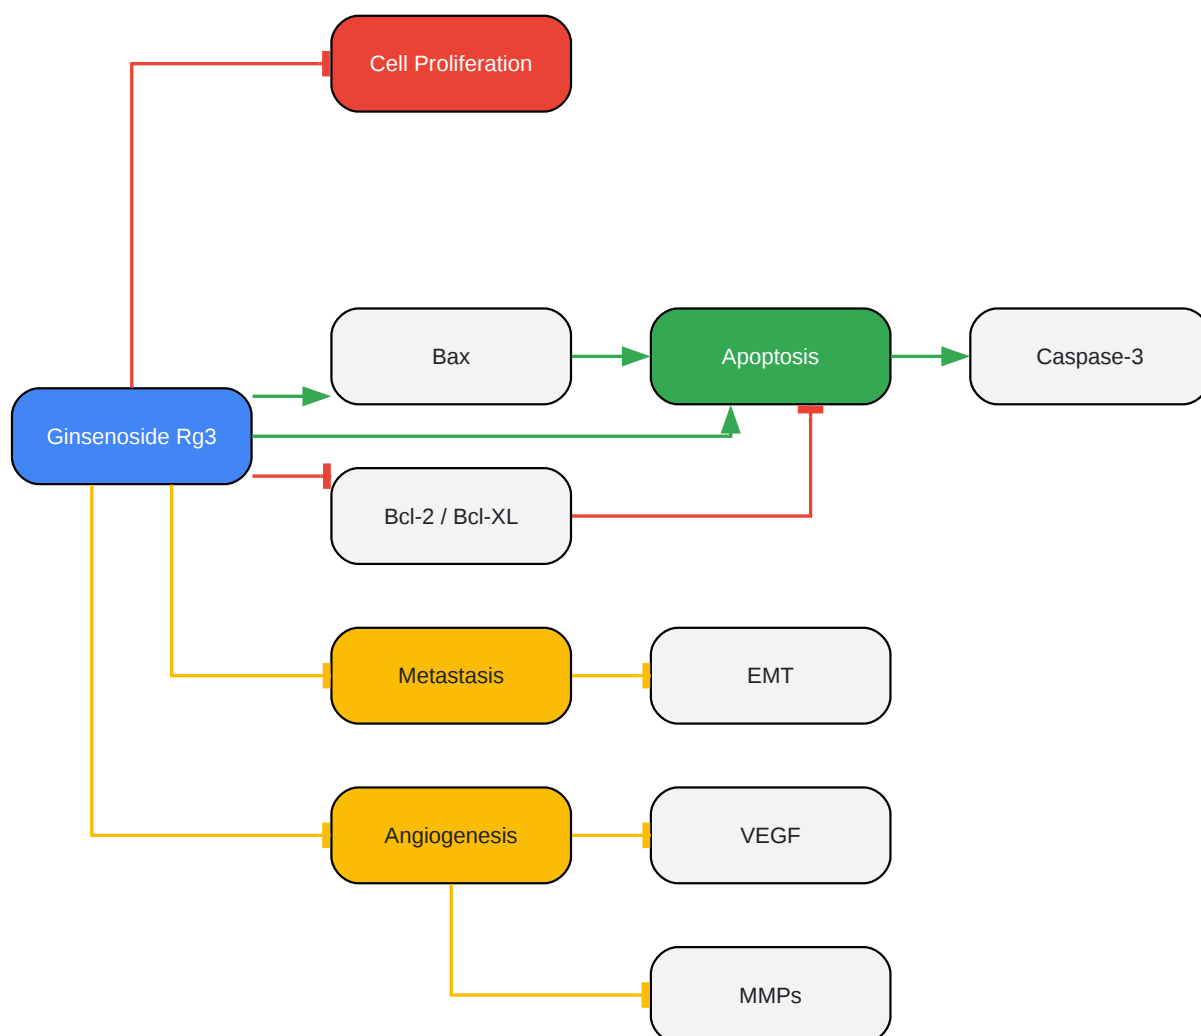 Cell Proliferation
Bax
Apoptosis
Caspase-3
Ginsenoside Rg3
Bcl-2 / Bcl-XL
Metastasis
EMT
Angiogenesis
VEGF
MMPs